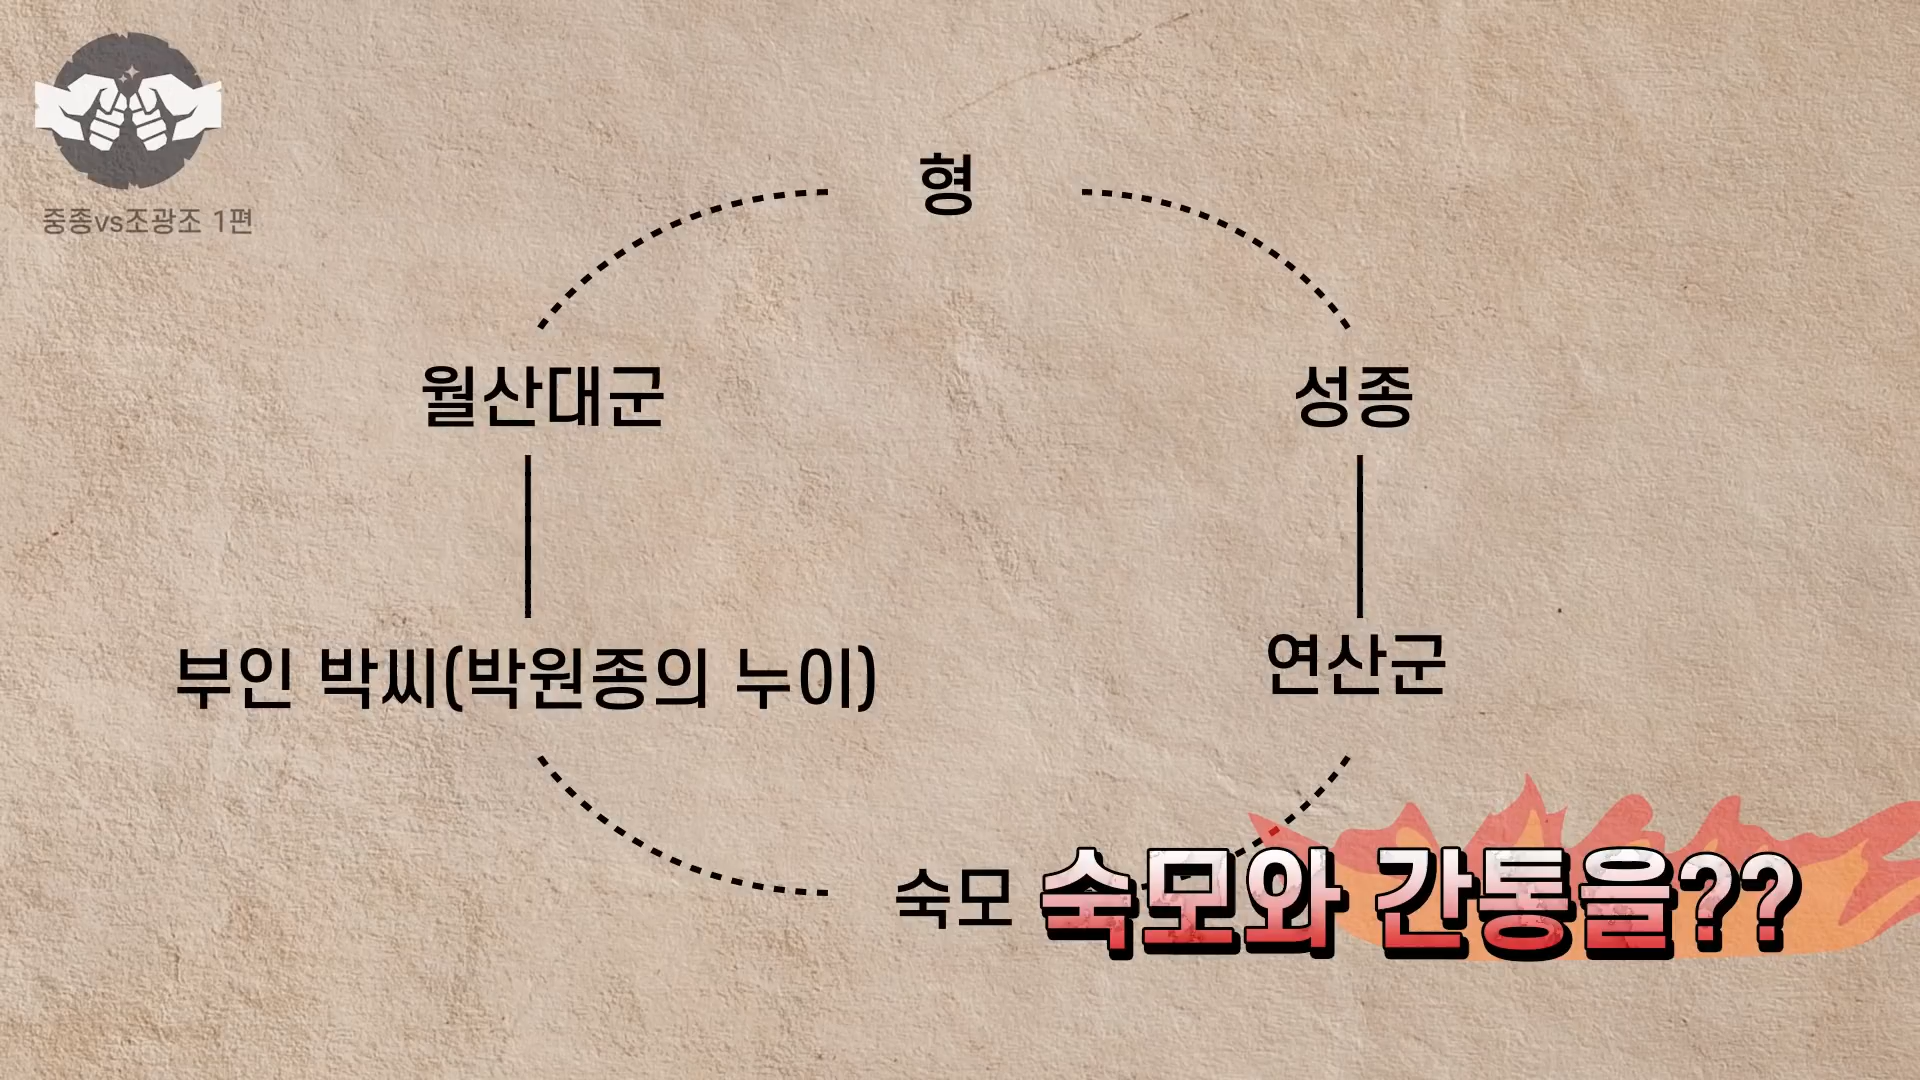 중종vs조광조 1편
형
월산대군
성종
부인 박씨(박원종의 누이)
연산군
숙모
숙모와 간통을??